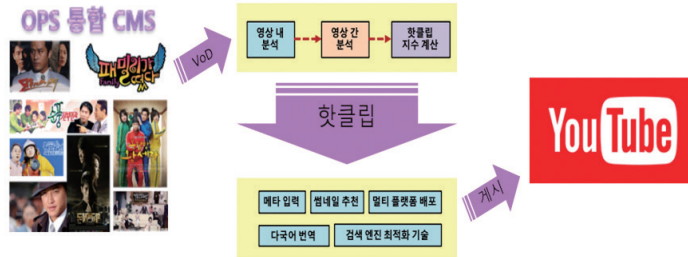 OPS 통합 CMS
패밀리가
떴다
VoD
영상 내
분석
영상 간
분석
핫클립
지수 계산
핫클립
메타 입력
썸네일 추천
멀티 플랫폼 배포
다국어 번역
검색 엔진 최적화 기술
게시
YouTube